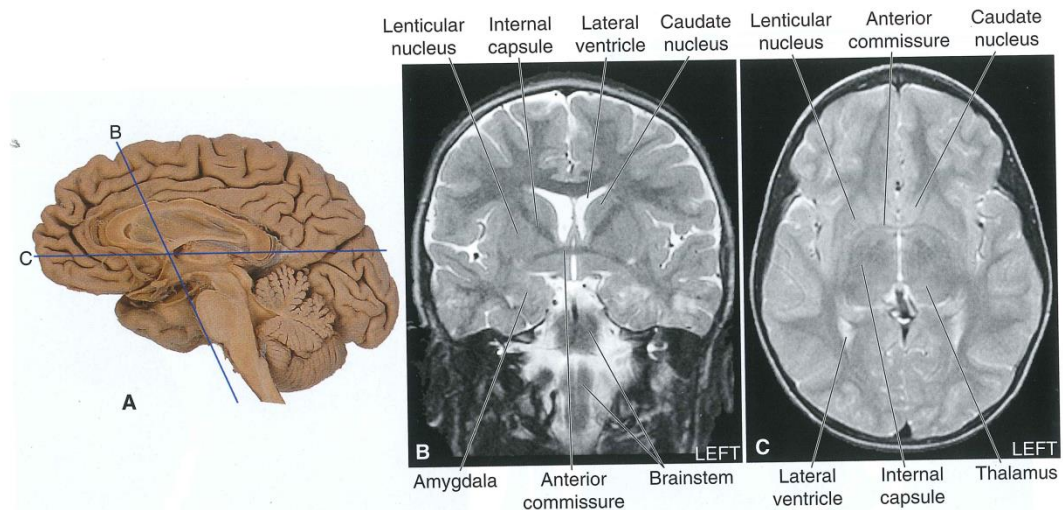 Lenticular nucleus
Internal capsule
Lateral ventricle
Caudate nucleus
Lenticular nucleus
Anterior commissure
Caudate nucleus
B
C
A
B
LEFT
C
LEFT
Amygdala
Anterior commissure
Brainstem
Lateral ventricle
Internal capsule
Thalamus